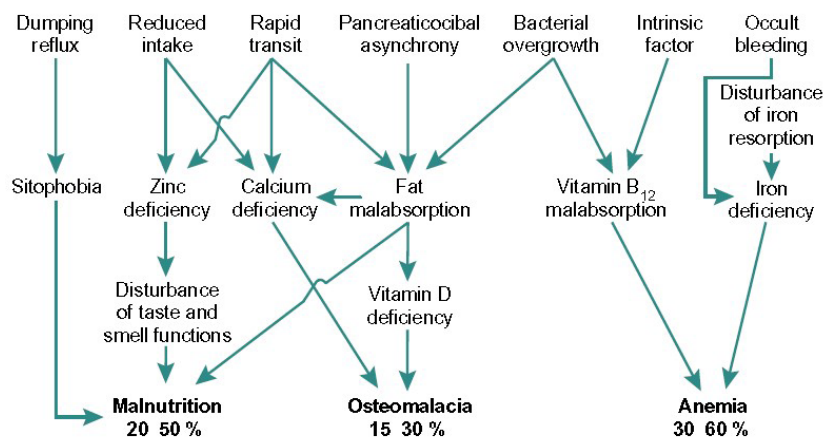 Dumping
reflux
Reduced
intake
Rapid
transit
Pancreaticocibal
asynchrony
Bacterial
overgrowth
Intrinsic
factor
Occult
bleeding
Disturbance
of iron
resorption
Sitophobia
Zinc
deficiency
Calcium
deficiency
Fat
malabsorption
Vitamin B12
malabsorption
Iron
deficiency
Disturbance
of taste and
smell functions
Vitamin D
deficiency
Malnutrition
20 50 %
Osteomalacia
15 30 %
Anemia
30 60 %